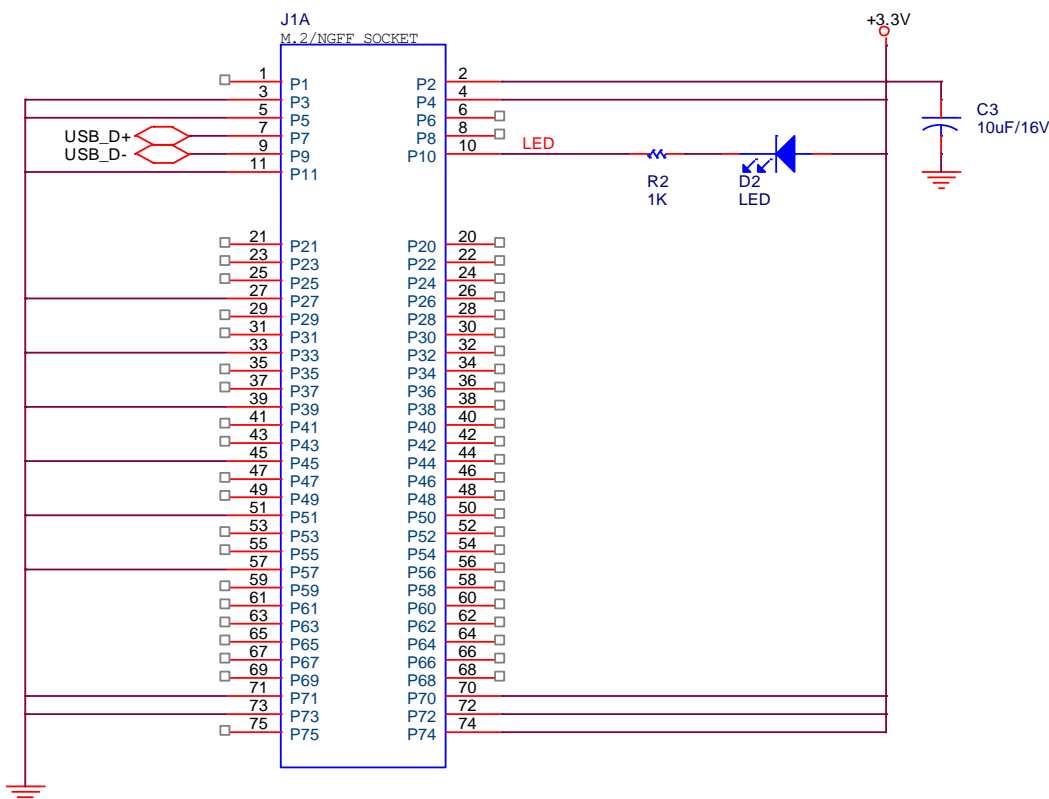 J1A
M.2/NGFF SOCKET
+3.3V
1 P1 P2 2
3 P3 P4 4
5 P5 P6 6
USB_D+ 7 P7 P8 8
USB_D- 9 P9 P10 10 LED
11 P11
C3
10uF/16V
R2
1K
D2
LED
21 P21 P20 20
23 P23 P22 22
25 P25 P24 24
27 P27 P26 26
29 P29 P28 28
31 P31 P30 30
33 P33 P32 32
35 P35 P34 34
37 P37 P36 36
39 P39 P38 38
41 P41 P40 40
43 P43 P42 42
45 P45 P44 44
47 P47 P46 46
49 P49 P48 48
51 P51 P50 50
53 P53 P52 52
55 P55 P54 54
57 P57 P56 56
59 P59 P58 58
61 P61 P60 60
63 P63 P62 62
65 P65 P64 64
67 P67 P66 66
69 P69 P68 68
71 P71 P70 70
73 P73 P72 72
75 P75 P74 74